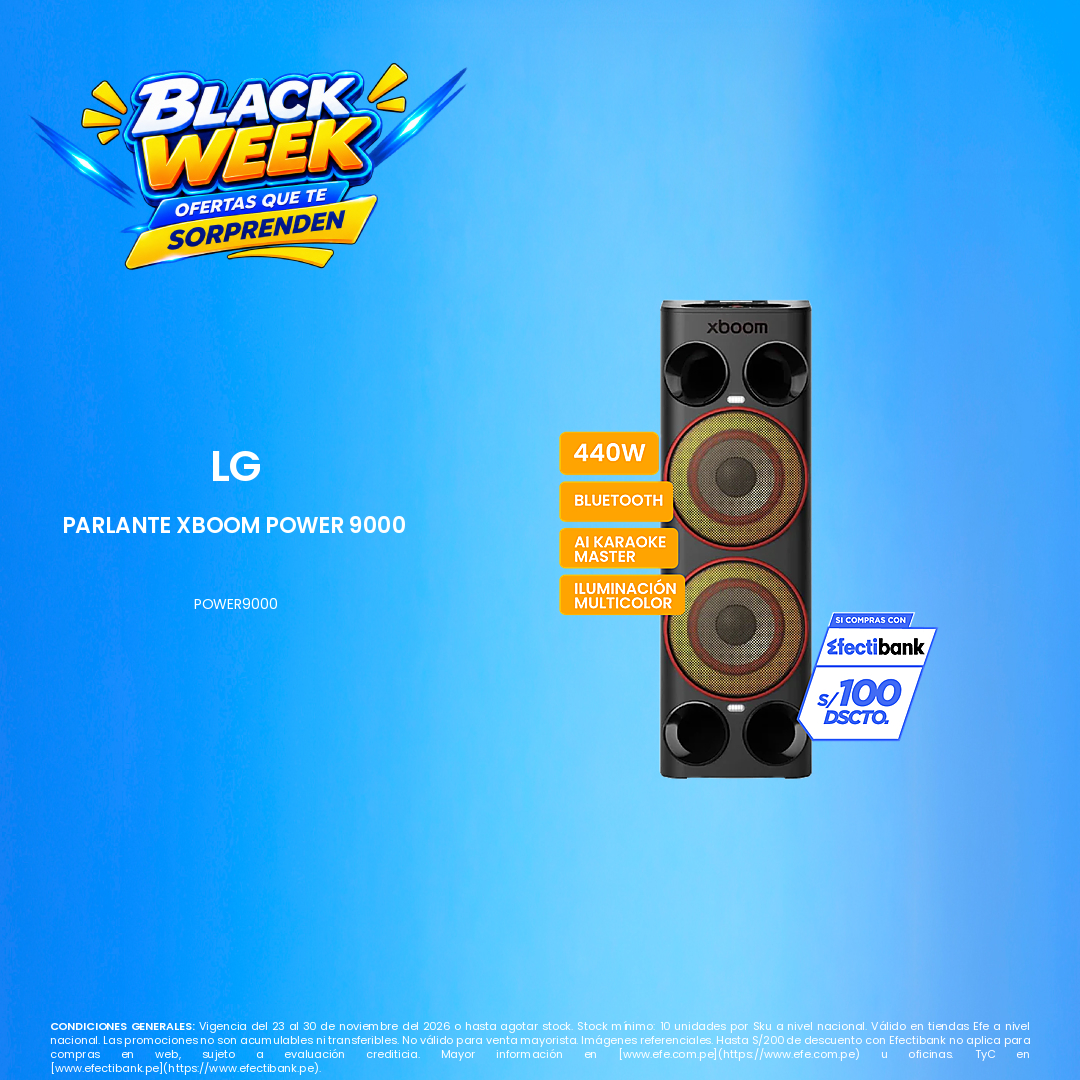 BLACK
WEEK
OFERTAS QUE TE
SORPRENDEN
xboom
LG
PARLANTE XBOOM POWER 9000
POWER9000
440W
BLUETOOTH
AI KARAOKE
MASTER
ILUMINACIÓN
MULTICOLOR
SI COMPRAS CON
Efectibank
S/100
DSCTO.
CONDICIONES GENERALES: Vigencia del 23 al 30 de noviembre del 2026 o hasta agotar stock. Stock mínimo: 10 unidades por Sku a nivel nacional. Válido en tiendas Efe a nivel
nacional. Las promociones no son acumulables ni transferibles. No válido para venta mayorista. Imágenes referenciales. Hasta S/200 de descuento con Efectibank no aplica para
compras en web, sujeto a evaluación crediticia. Mayor información en [www.efe.com.pe](https://www.efe.com.pe) u oficinas. TyC en
[www.efectibank.pe](https://www.efectibank.pe).